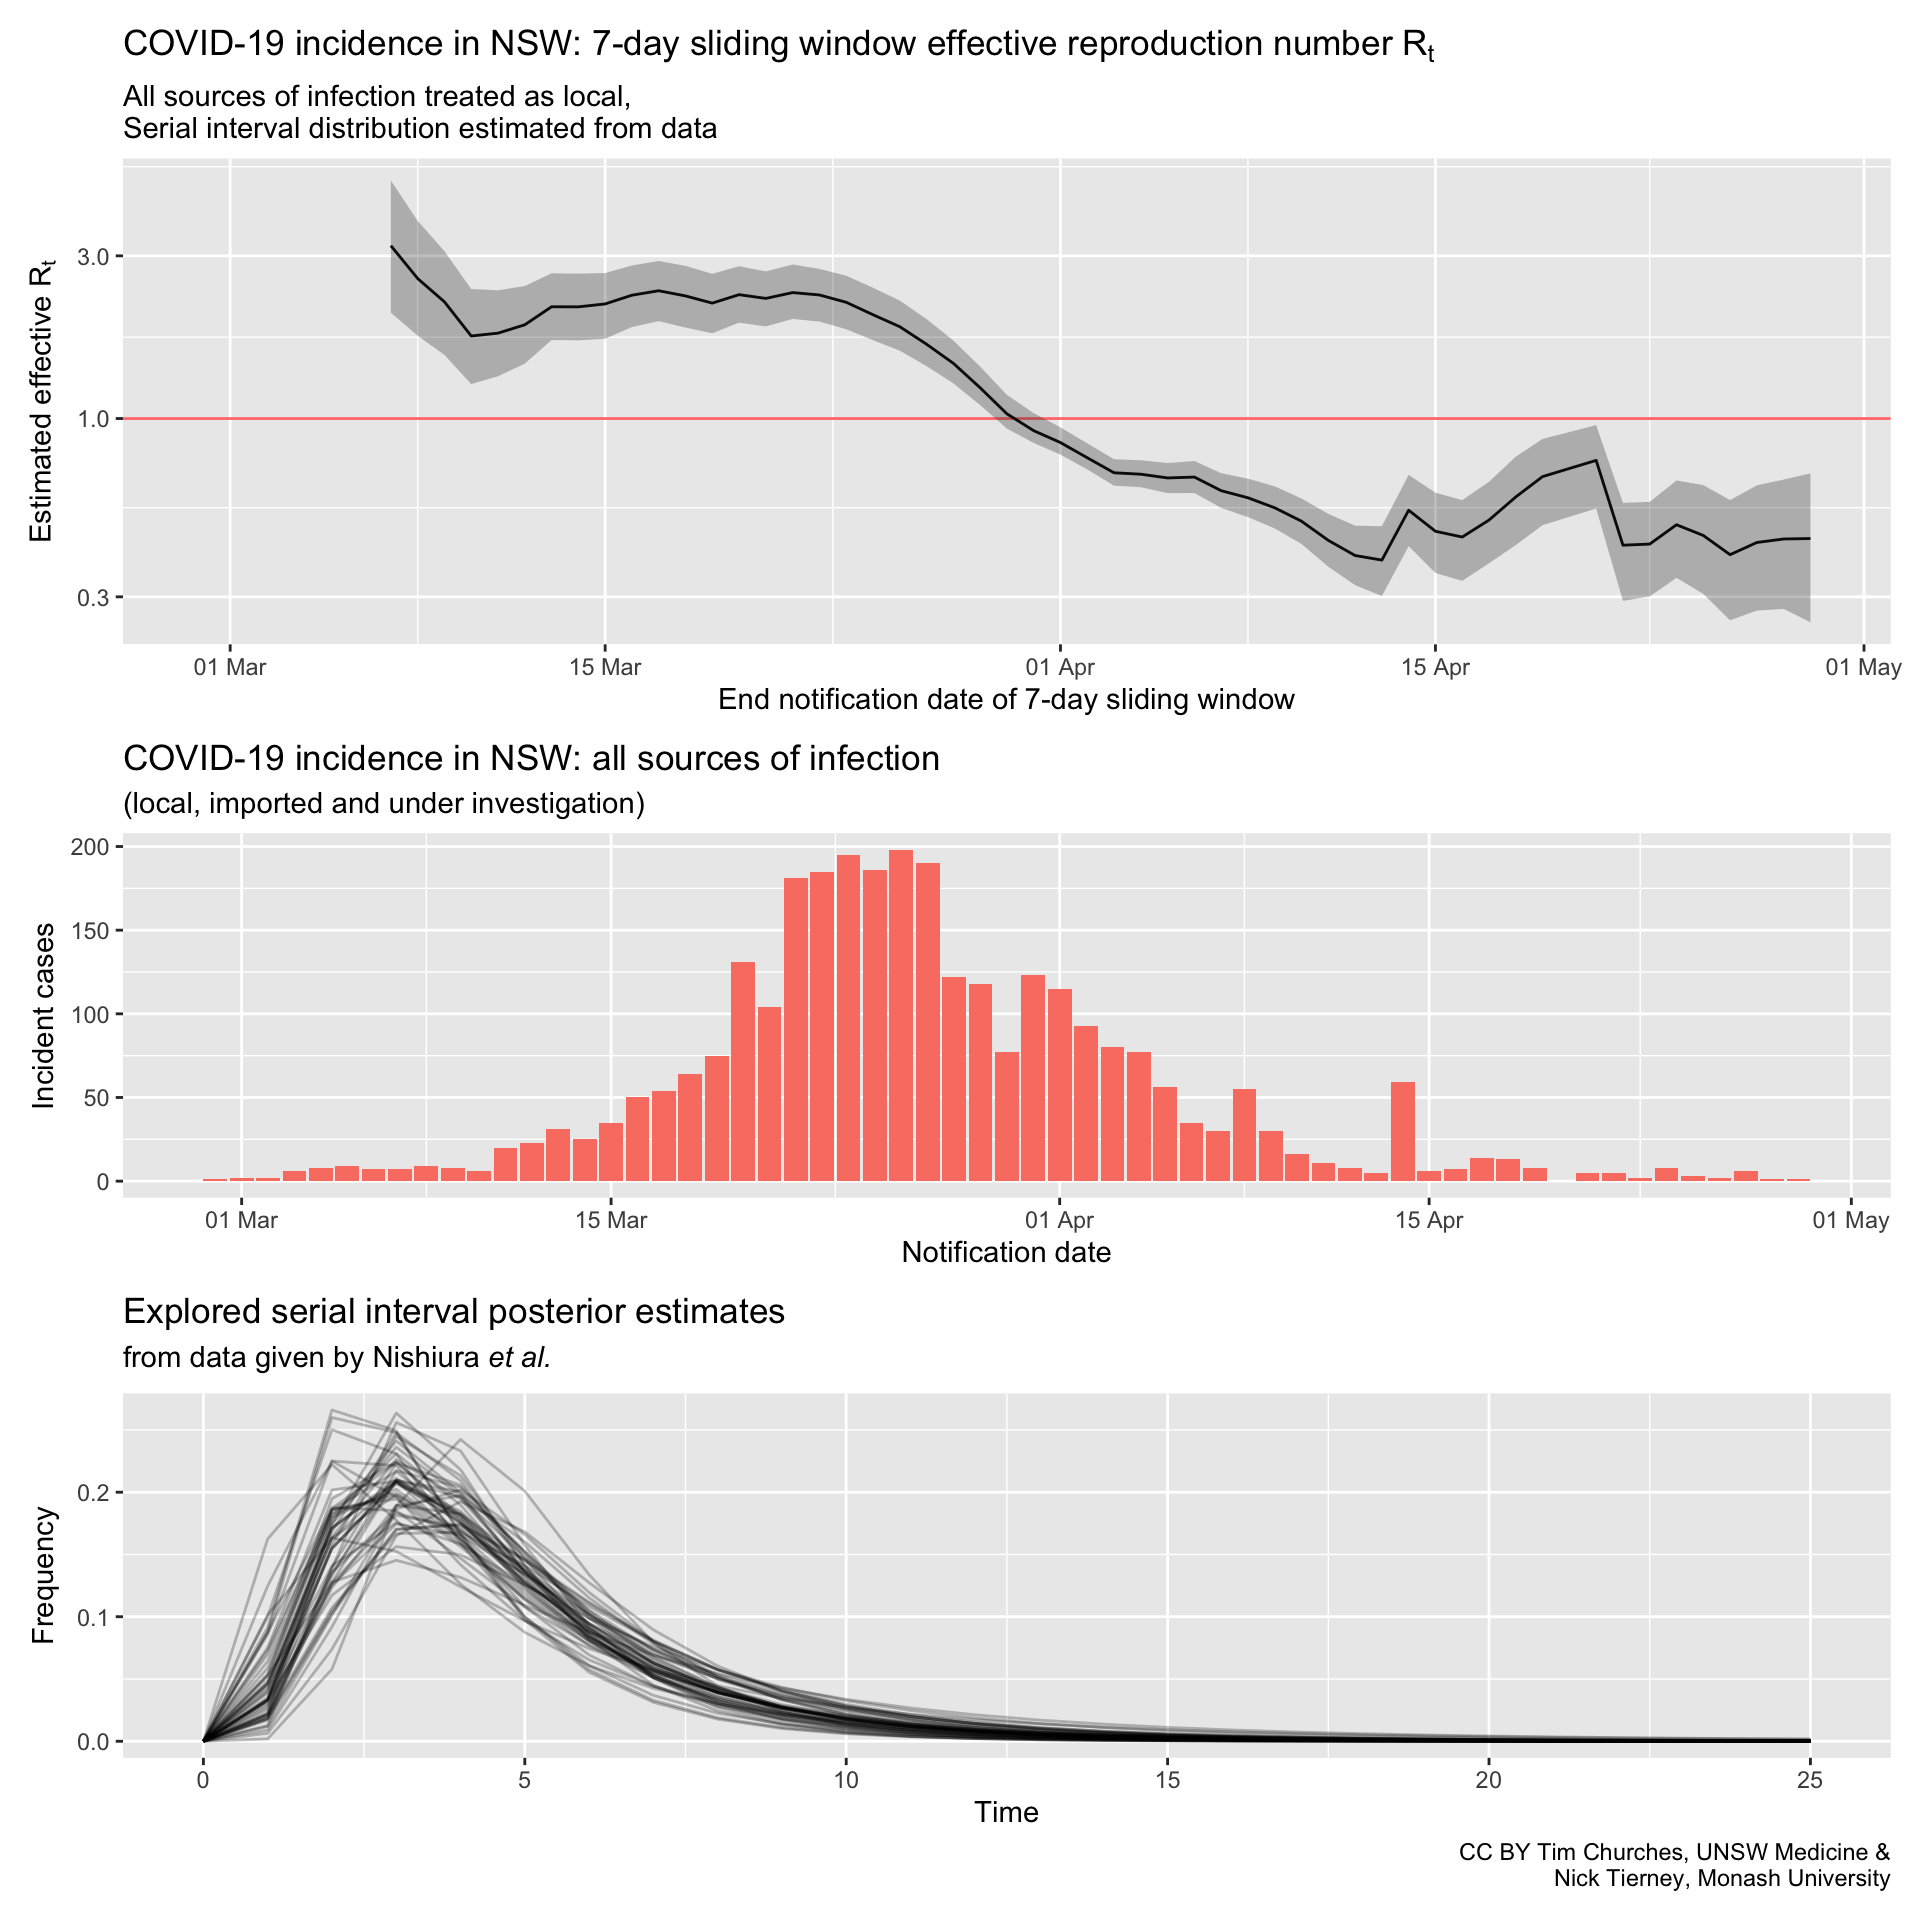 COVID-19 incidence in NSW: 7-day sliding window effective reproduction number Rt
All sources of infection treated as local,
Serial interval distribution estimated from data
Estimated effective Rt
3.0
1.0
0.3
01 Mar 15 Mar 01 Apr 15 Apr 01 May
End notification date of 7-day sliding window
COVID-19 incidence in NSW: all sources of infection
(local, imported and under investigation)
Incident cases
200
150
100
50
0
01 Mar 15 Mar 01 Apr 15 Apr 01 May
Notification date
Explored serial interval posterior estimates
from data given by Nishiura et al.
Frequency
0.2
0.1
0.0
0 5 10 15 20 25
Time
CC BY Tim Churches, UNSW Medicine &
Nick Tierney, Monash University